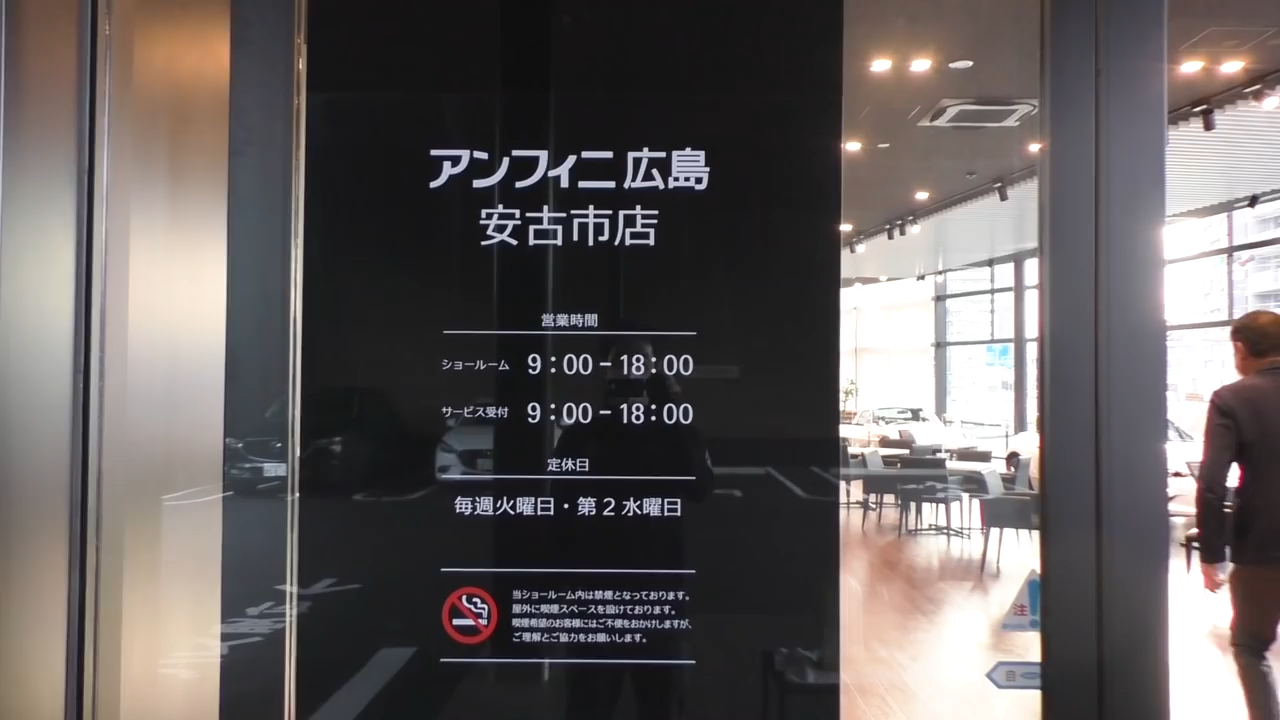 アンフィニ広島
安古市店
営業時間
ショールーム 9:00-18:00
サービス受付 9:00-18:00
定休日
毎週火曜日・第2水曜日
当ショールーム内は禁煙となっております。
屋外に喫煙スペースを設けております。
喫煙希望のお客様にはご不便をおかけしますが、
ご理解とご協力をお願いします。
注
自